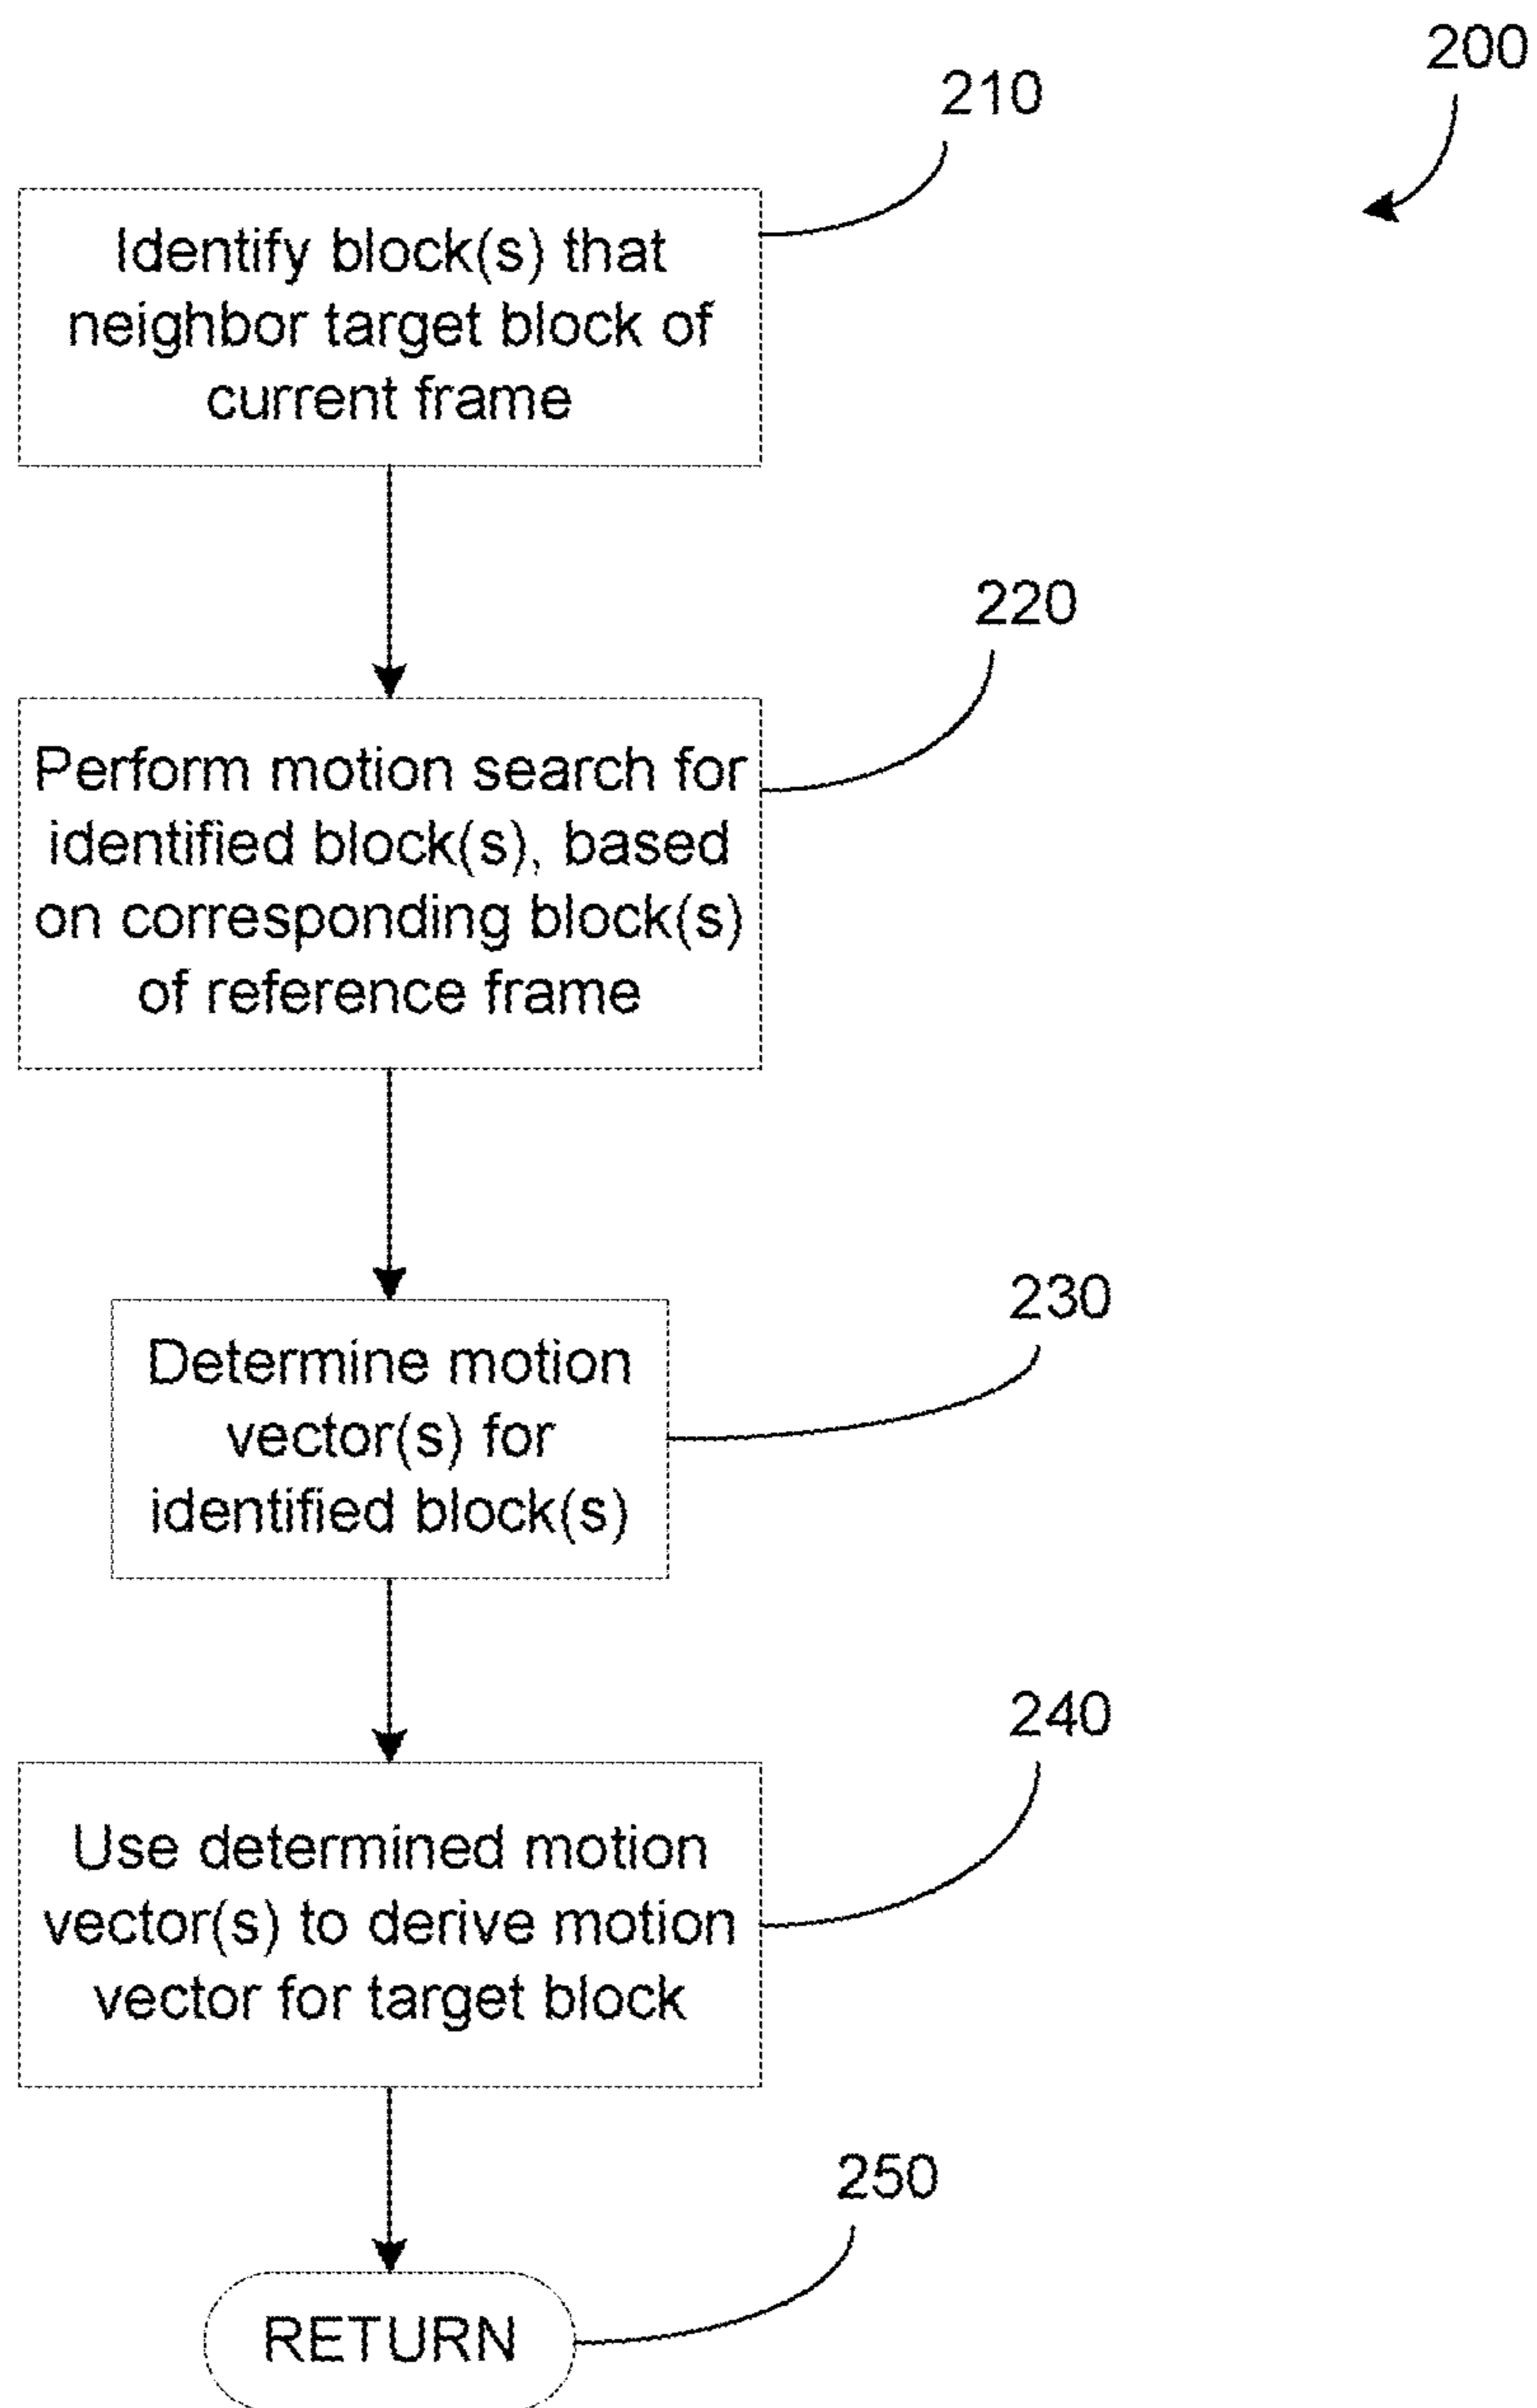 200
210
Identify block(s) that
neighbor target block of
current frame
220
Perform motion search for
identified block(s), based
on corresponding block(s)
of reference frame
230
Determine motion
vector(s) for
identified block(s)
240
Use determined motion
vector(s) to derive motion
vector for target block
250
RETURN